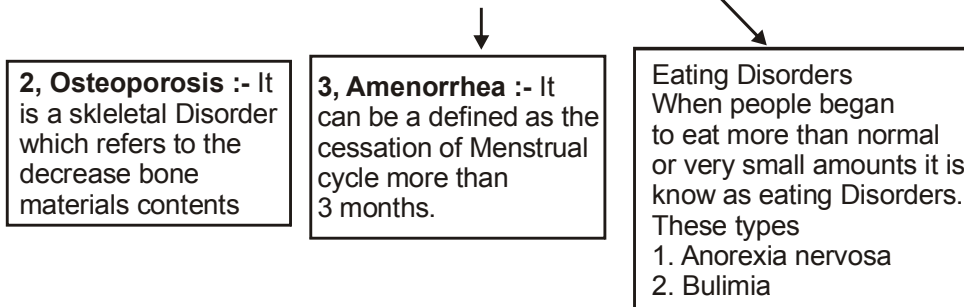 2, Osteoporosis :- It
is a skleletal Disorder
which refers to the
decrease bone
materials contents
3, Amenorrhea :- It
can be a defined as the
cessation of Menstrual
cycle more than
3 months.
Eating Disorders
When people began
to eat more than normal
or very small amounts it is
know as eating Disorders.
These types
1. Anorexia nervosa
2. Bulimia